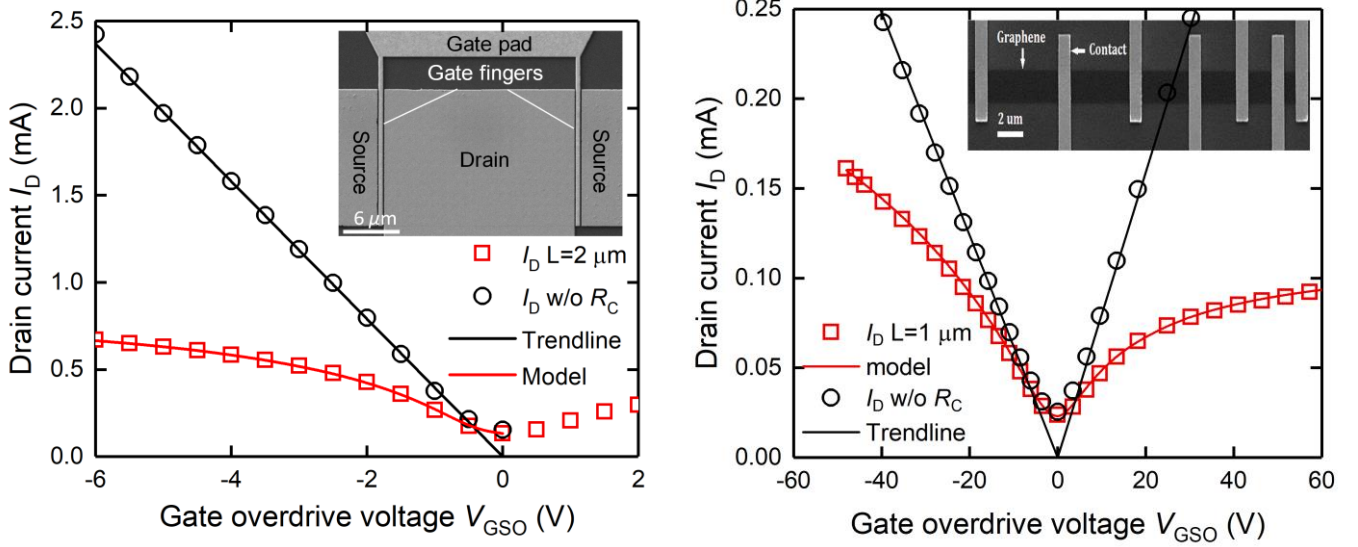 Drain current I_D (mA)
3.0
2.5
2.0
1.5
1.0
0.5
0.0
Gate pad
Gate fingers
Source
Drain
Source
6 μm
I_D L=2 μm
I_D w/o R_C
Trendline
Model
-6
-4
-2
0
2
Gate overdrive voltage V_GSO (V)
Drain current I_D (mA)
0.25
0.20
0.15
0.10
0.05
0.00
Graphene
Contact
2 um
I_D L=1 μm
model
I_D w/o R_C
Trendline
-60
-40
-20
0
20
40
60
Gate overdrive voltage V_GSO (V)